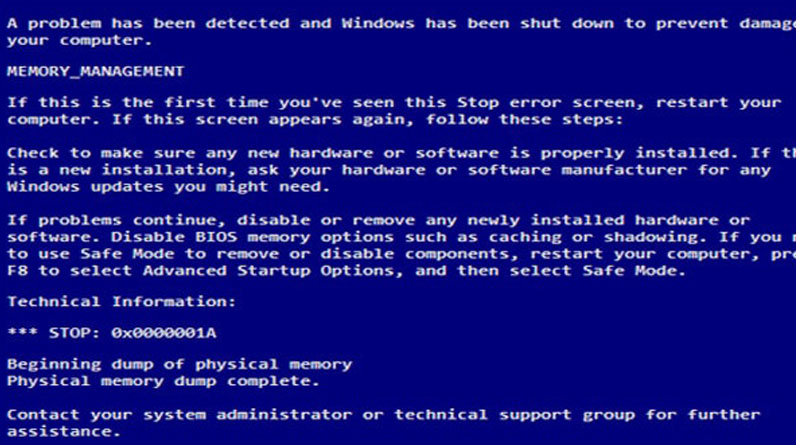 A problem has been detected and Windows has been shut down to prevent damage
your computer.
MEMORY_MANAGEMENT
If this is the first time you've seen this Stop error screen, restart your
computer. If this screen appears again, follow these steps:
Check to make sure any new hardware or software is properly installed. If
is a new installation, ask your hardware or software manufacturer for any
Windows updates you might need.
If problems continue, disable or remove any newly installed hardware or
software. Disable BIOS memory options such as caching or shadowing. If you
to use Safe Mode to remove or disable components, restart your computer,
F8 to select Advanced Startup Options, and then select Safe Mode.
Technical Information:
*** STOP: 0x0000001A
Beginning dump of physical memory
Physical memory dump complete.
Contact your system administrator or technical support group for further
assistance.